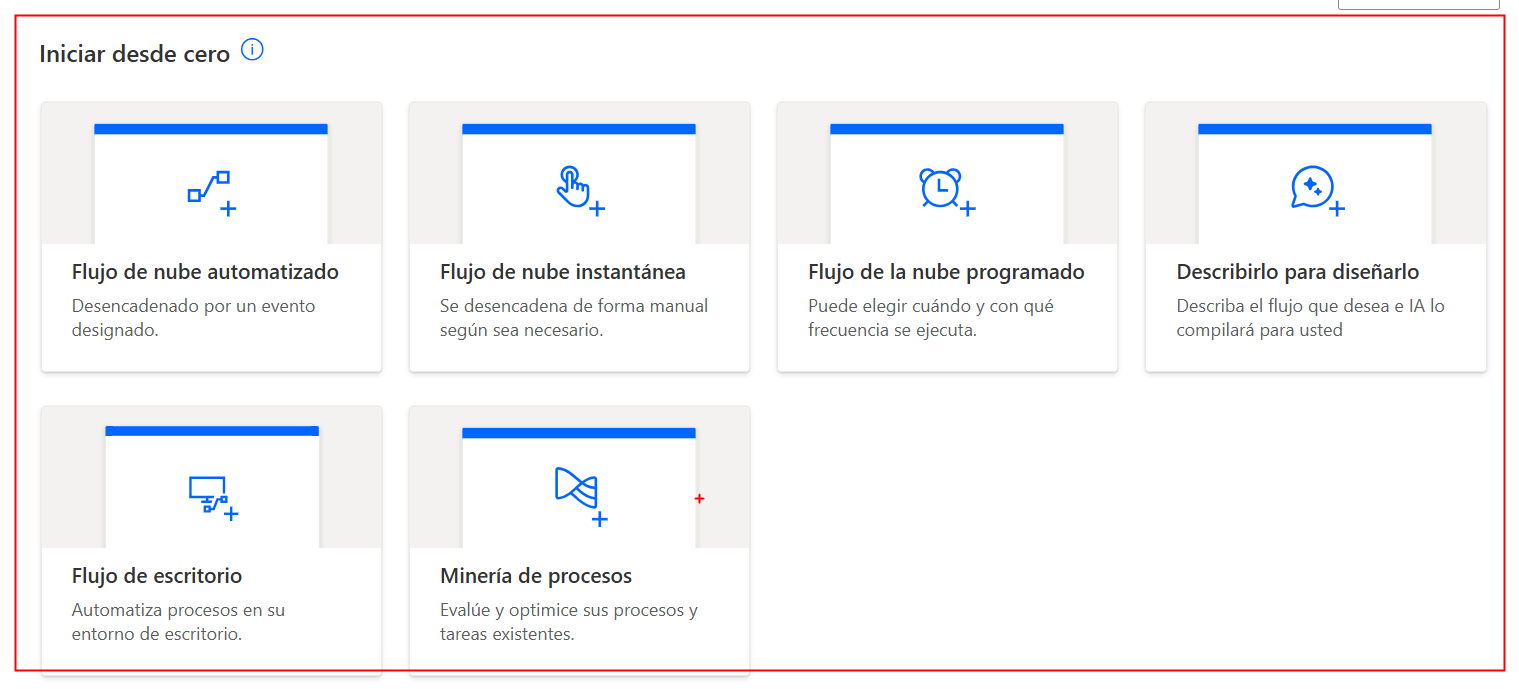 Iniciar desde cero
Flujo de nube automatizado
Desencadenado por un evento
designado.
Flujo de nube instantánea
Se desencadena de forma manual
según sea necesario.
Flujo de la nube programado
Puede elegir cuándo y con qué
frecuencia se ejecuta.
Describirlo para diseñarlo
Describa el flujo que desea e IA lo
compilará para usted
Flujo de escritorio
Automatiza procesos en su
entorno de escritorio.
Minería de procesos
Evalúe y optimice sus procesos y
tareas existentes.